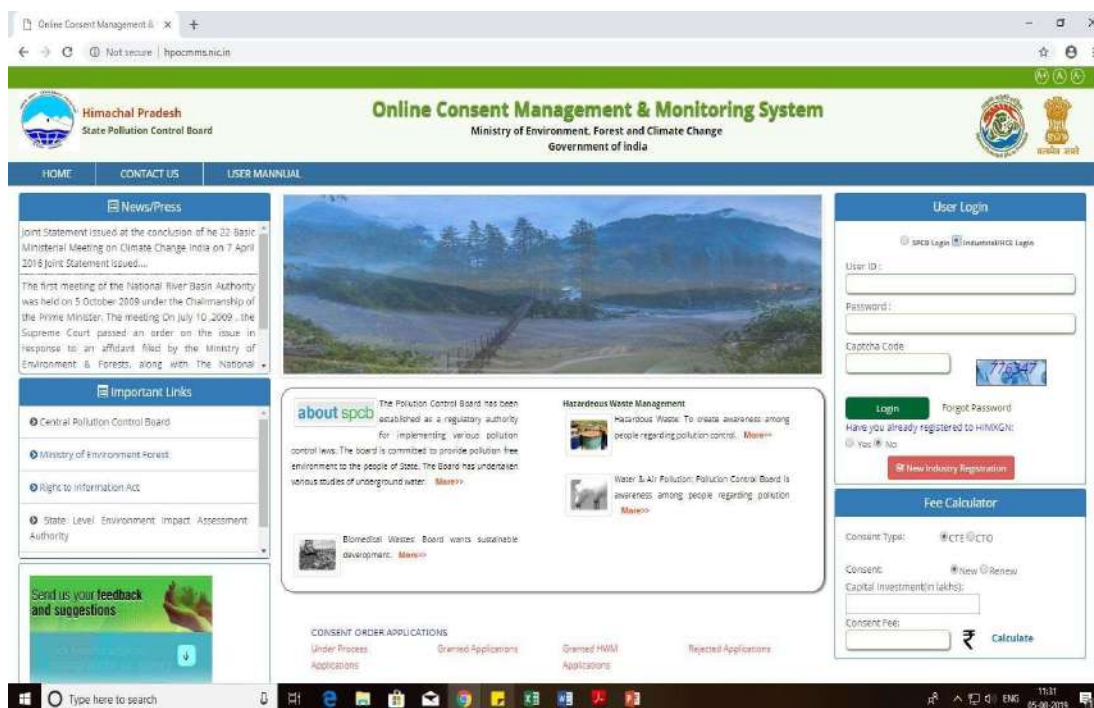 Online Consent Management &
Not secure | hpocmms.nic.in
A+ A A-
Himachal Pradesh
State Pollution Control Board
Online Consent Management & Monitoring System
Ministry of Environment, Forest and Climate Change
Government of india
सत्यमेव जयते
HOME CONTACT US USER MANNUAL
News/Press
Joint Statement issued at the conclusion of he 22 Basic
Ministerial Meeting on Climate Change India on 7 April
2016 Joint Statement issued....
The first meeting of the National River Basin Authority
was held on 5 October 2009 under the Chairmanship of
the Prime Minister. The meeting On July 10 ,2009 , the
Supreme Court passed an order on the issue in
response to an affidavit filed by the Ministry of
Environment & Forests, along with The National
Important Links
Central Pollution Control Board
Ministry of Environment Forest
Right to Information Act
State Level Environment Impact Assessment
Authority
Send us your feedback
and suggestions
about spcb
The Pollution Control Board has been
established as a regulatory authority
for implementing various pollution
control laws. The board is committed to provide pollution free
environment to the people of State. The Board has undertaken
various studies of underground water. More>>
Biomedical Wastes: Board wants sustainable
development. More>>
Hazardeous Waste Management
Hazardous Waste: To create awareness among
people regarding pollution control. More>>
Water & Air Pollution: Pollution Control Board is
awareness among people regarding pollution
More>>
CONSENT ORDER APPLICATIONS
Under Process
Applications
Granted Applications
Granted HWM
Applications
Rejected Applications
User Login
SPCB Login Industrial/HCE Login
User ID :
Password :
Captcha Code
776347
Login Forgot Password
Have you already registered to HIMXGN:
Yes No
New Industry Registration
Fee Calculator
Consent Type: CTE CTO
Consent: New Renew
Capital Investment(in lakhs):
Consent Fee:
₹ Calculate
Type here to search
ENG
11:31
05-08-2019